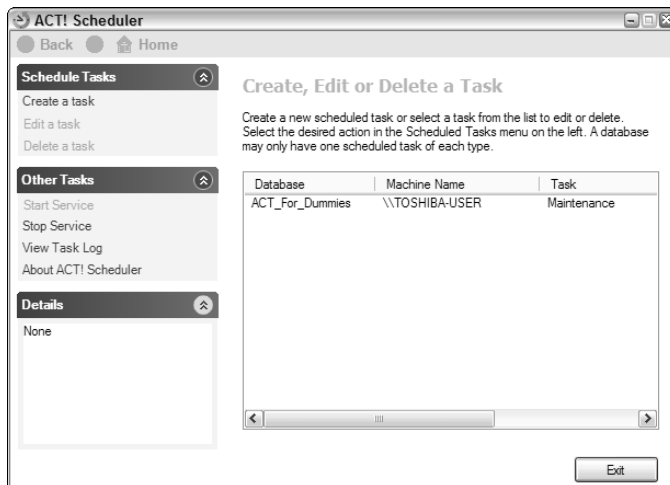 ACT! Scheduler
Back Home
Schedule Tasks
Create a task
Edit a task
Delete a task
Other Tasks
Start Service
Stop Service
View Task Log
About ACT! Scheduler
Details
None
Create, Edit or Delete a Task
Create a new scheduled task or select a task from the list to edit or delete.
Select the desired action in the Scheduled Tasks menu on the left. A database
may only have one scheduled task of each type.
Database Machine Name Task
ACT_For_Dummies \\TOSHIBA-USER Maintenance
Exit